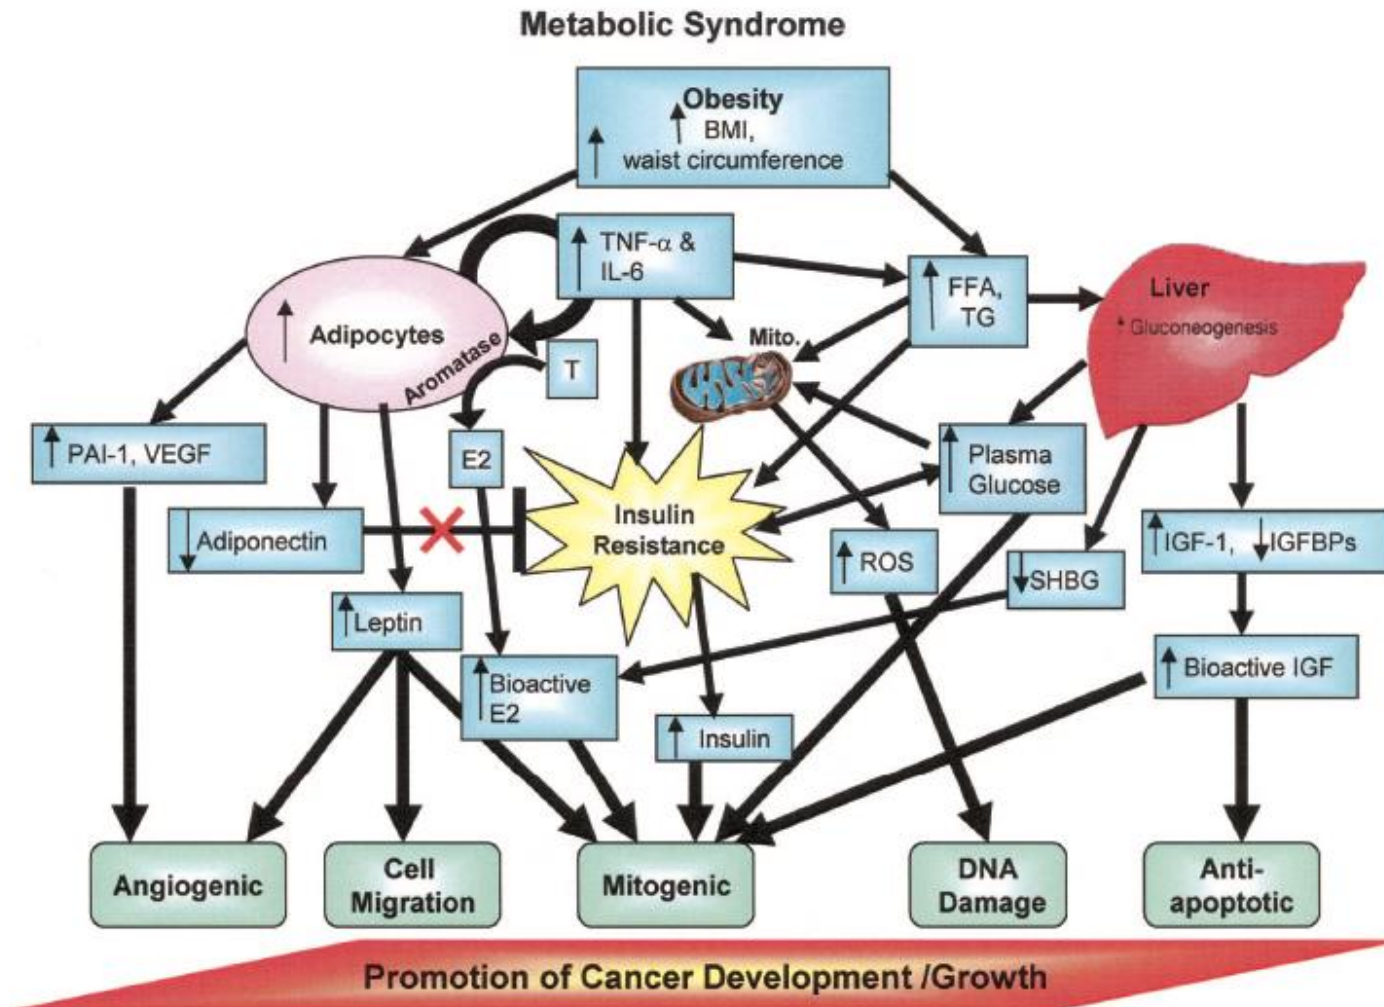 Metabolic Syndrome
Obesity
↑ BMI,
↑ waist circumference
↑ TNF-α &
IL-6
↑ FFA,
TG
Liver
↑ Gluconeogenesis
↑ Adipocytes
Aromatase
T
Mito.
↑ PAI-1, VEGF
E2
↑ Plasma
Glucose
Insulin
Resistance
↓ Adiponectin
↑ ROS
↓ SHBG
↑ IGF-1, ↓ IGFBPs
↑ Leptin
↑ Bioactive
E2
↑ Insulin
↑ Bioactive IGF
Angiogenic
Cell
Migration
Mitogenic
DNA
Damage
Anti-
apoptotic
Promotion of Cancer Development /Growth